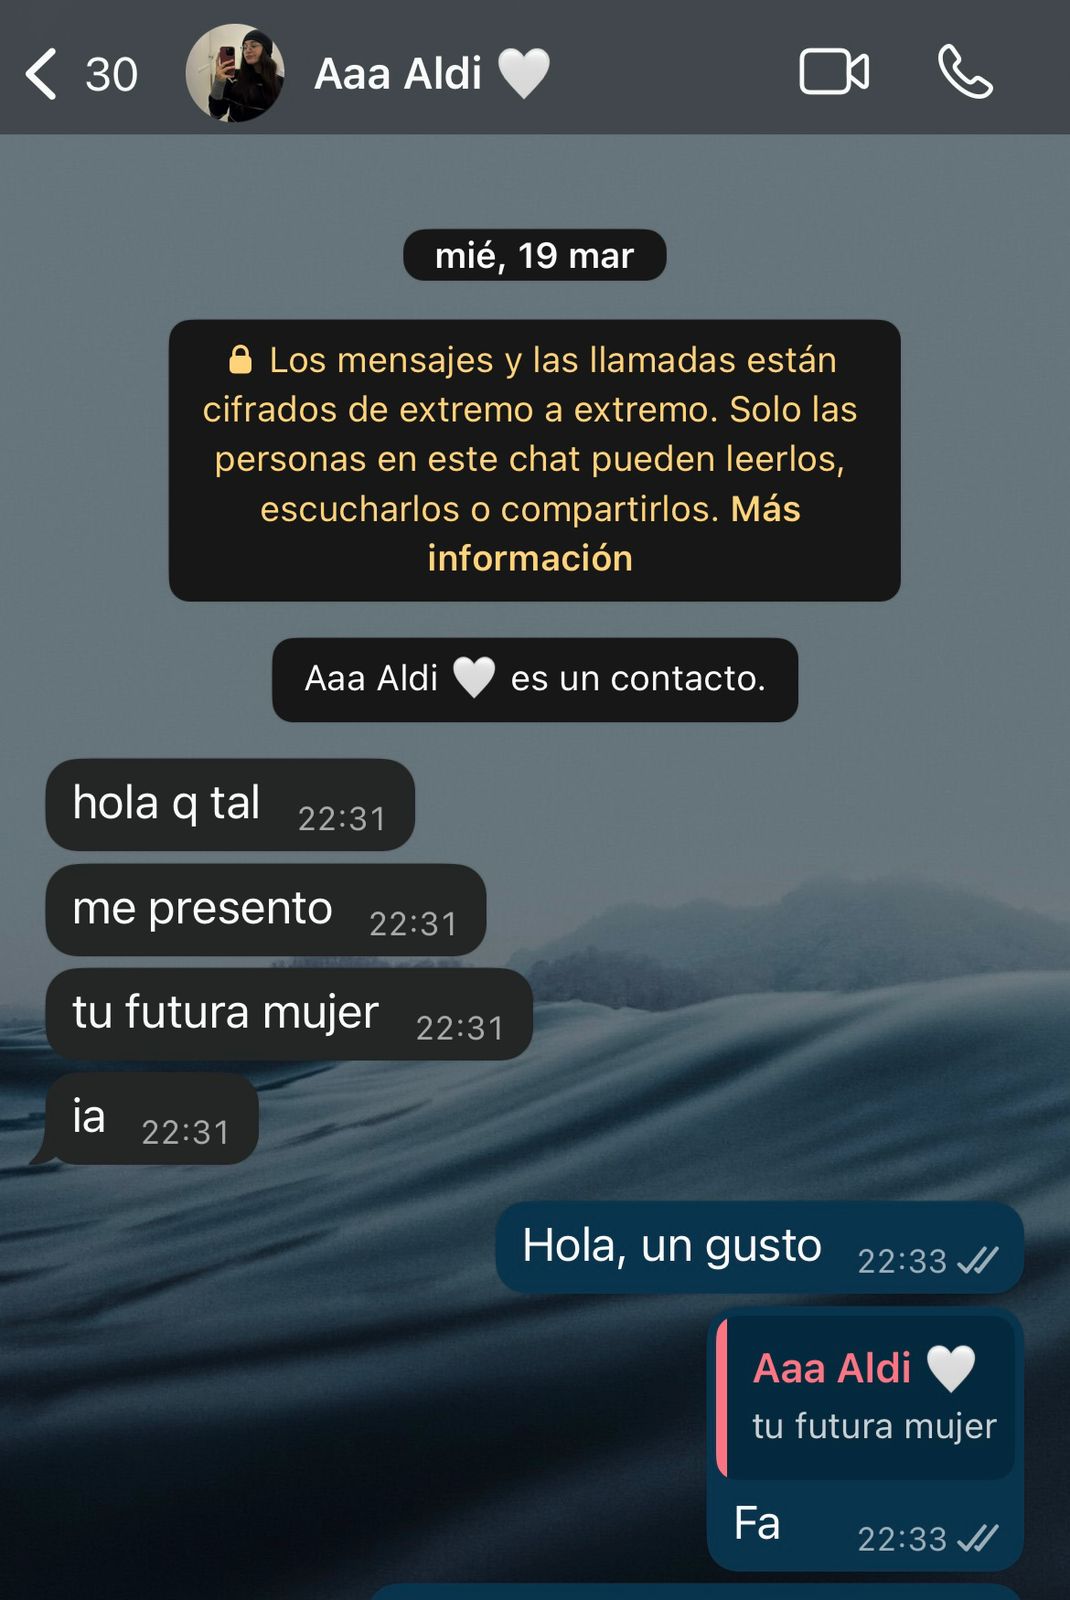 30
Aaa Aldi 🤍
mié, 19 mar
🔒 Los mensajes y las llamadas están
cifrados de extremo a extremo. Solo las
personas en este chat pueden leerlos,
escucharlos o compartirlos. Más
información
Aaa Aldi 🤍 es un contacto.
hola q tal 22:31
me presento 22:31
tu futura mujer 22:31
ia 22:31
Hola, un gusto 22:33
Aaa Aldi 🤍
tu futura mujer
Fa 22:33